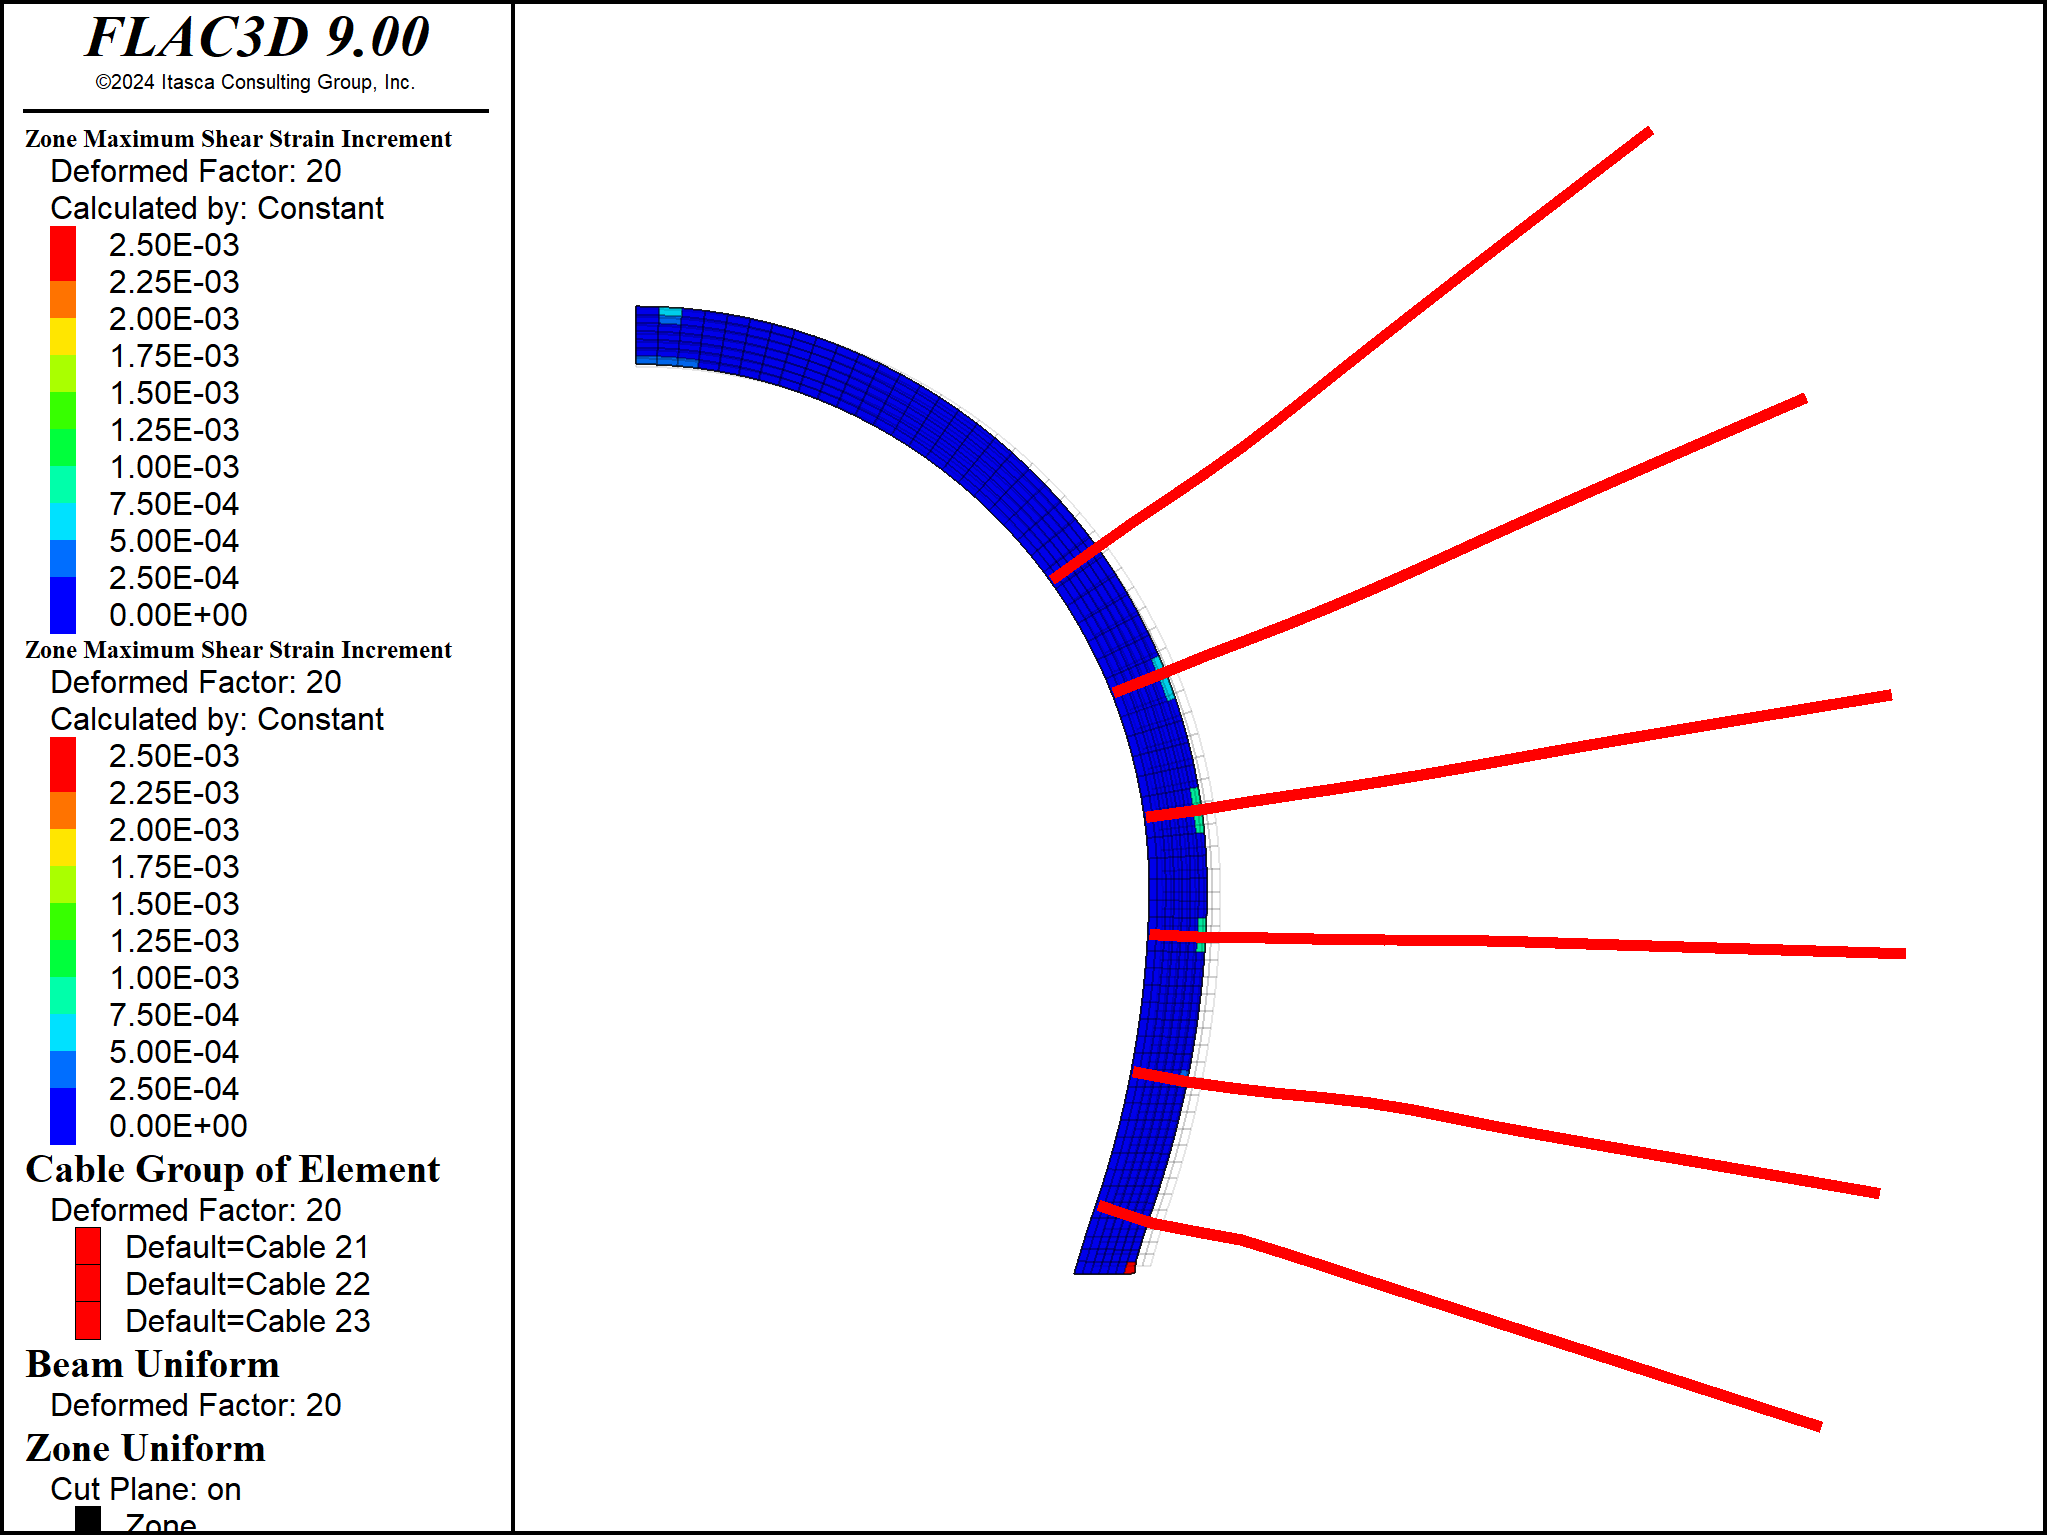 FLAC3D 9.00
©2024 Itasca Consulting Group, Inc.
Zone Maximum Shear Strain Increment
Deformed Factor: 20
Calculated by: Constant
2.50E-03
2.25E-03
2.00E-03
1.75E-03
1.50E-03
1.25E-03
1.00E-03
7.50E-04
5.00E-04
2.50E-04
0.00E+00
Zone Maximum Shear Strain Increment
Deformed Factor: 20
Calculated by: Constant
2.50E-03
2.25E-03
2.00E-03
1.75E-03
1.50E-03
1.25E-03
1.00E-03
7.50E-04
5.00E-04
2.50E-04
0.00E+00
Cable Group of Element
Deformed Factor: 20
Default=Cable 21
Default=Cable 22
Default=Cable 23
Beam Uniform
Deformed Factor: 20
Zone Uniform
Cut Plane: on
Zone